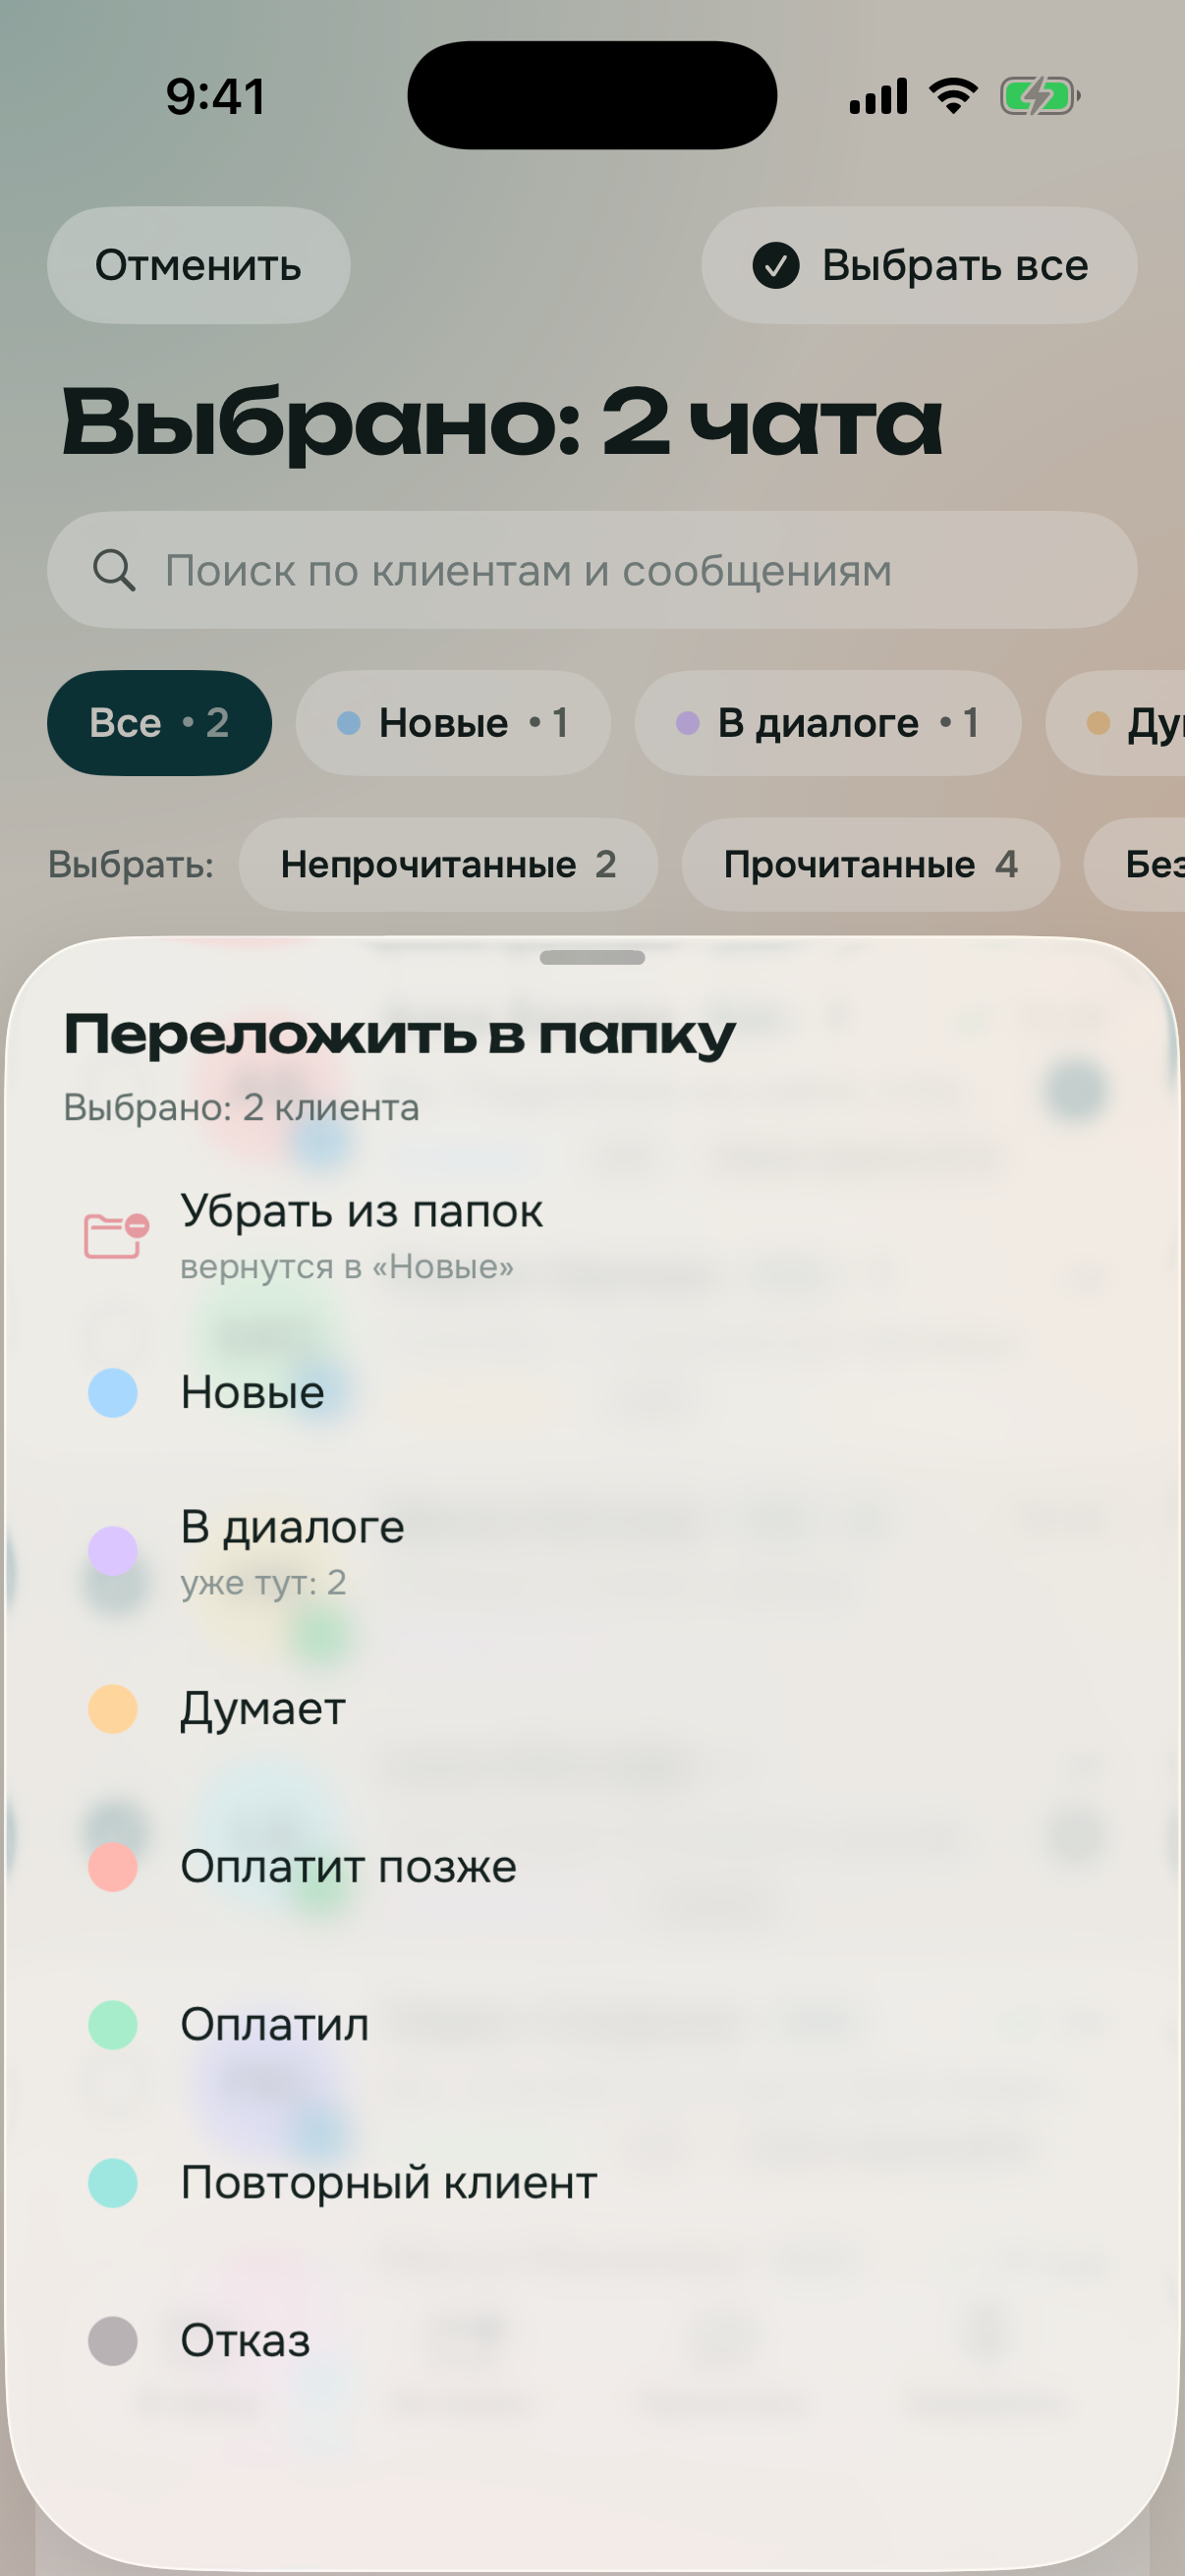 9:41
Отменить
Выбрать все
Выбрано: 2 чата
Поиск по клиентам и сообщениям
Все • 2
Новые • 1
В диалоге • 1
Выбрать:
Непрочитанные 2
Прочитанные 4
Переложить в папку
Выбрано: 2 клиента
Убрать из папок
вернутся в «Новые»
Новые
В диалоге
уже тут: 2
Думает
Оплатит позже
Оплатил
Повторный клиент
Отказ